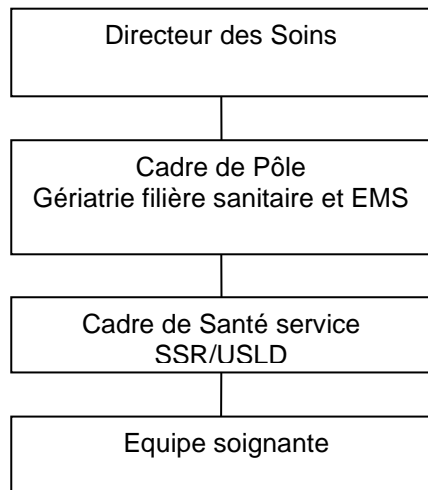 Directeur des Soins
Cadre de Pôle
Gériatrie filière sanitaire et EMS
Cadre de Santé service
SSR/USLD
Equipe soignante